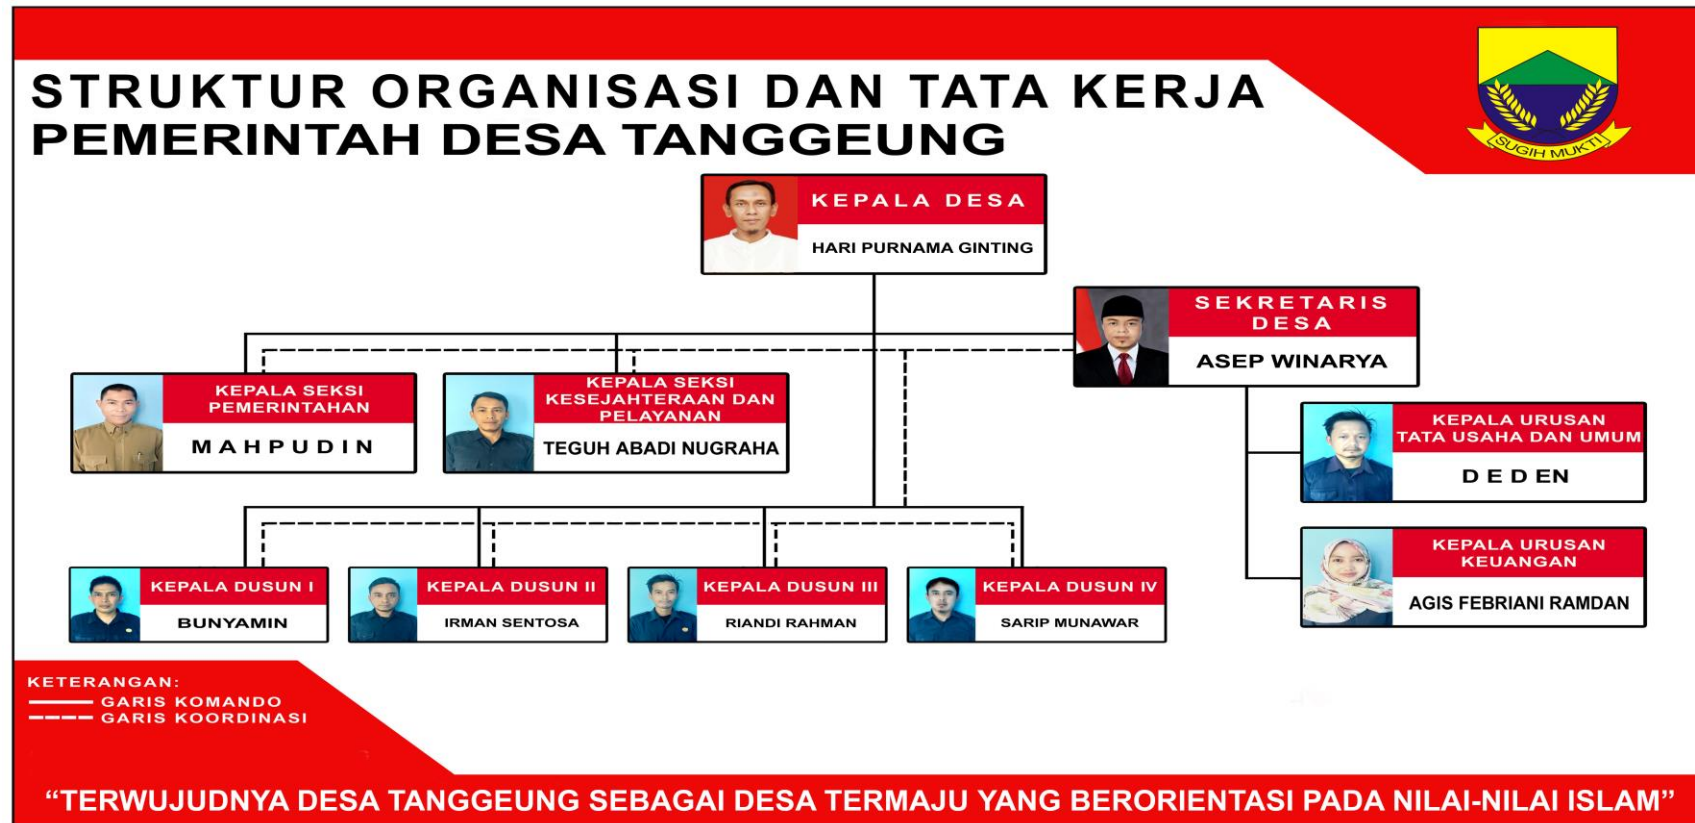 STRUKTUR ORGANISASI DAN TATA KERJA
PEMERINTAH DESA TANGGEUNG
SUGIH MUKTI
KEPALA DESA
HARI PURNAMA GINTING
SEKRETARIS
DESA
ASEP WINARYA
KEPALA SEKSI
PEMERINTAHAN
MAHPUDIN
KEPALA SEKSI
KESEJAHTERAAN DAN
PELAYANAN
TEGUH ABADI NUGRAHA
KEPALA URUSAN
TATA USAHA DAN UMUM
DEDEN
KEPALA URUSAN
KEUANGAN
AGIS FEBRIANI RAMDAN
KEPALA DUSUN I
BUNYAMIN
KEPALA DUSUN II
IRMAN SENTOSA
KEPALA DUSUN III
RIANDI RAHMAN
KEPALA DUSUN IV
SARIP MUNAWAR
KETERANGAN:
GARIS KOMANDO
GARIS KOORDINASI
“TERWUJUDNYA DESA TANGGEUNG SEBAGAI DESA TERMAJU YANG BERORIENTASI PADA NILAI-NILAI ISLAM”